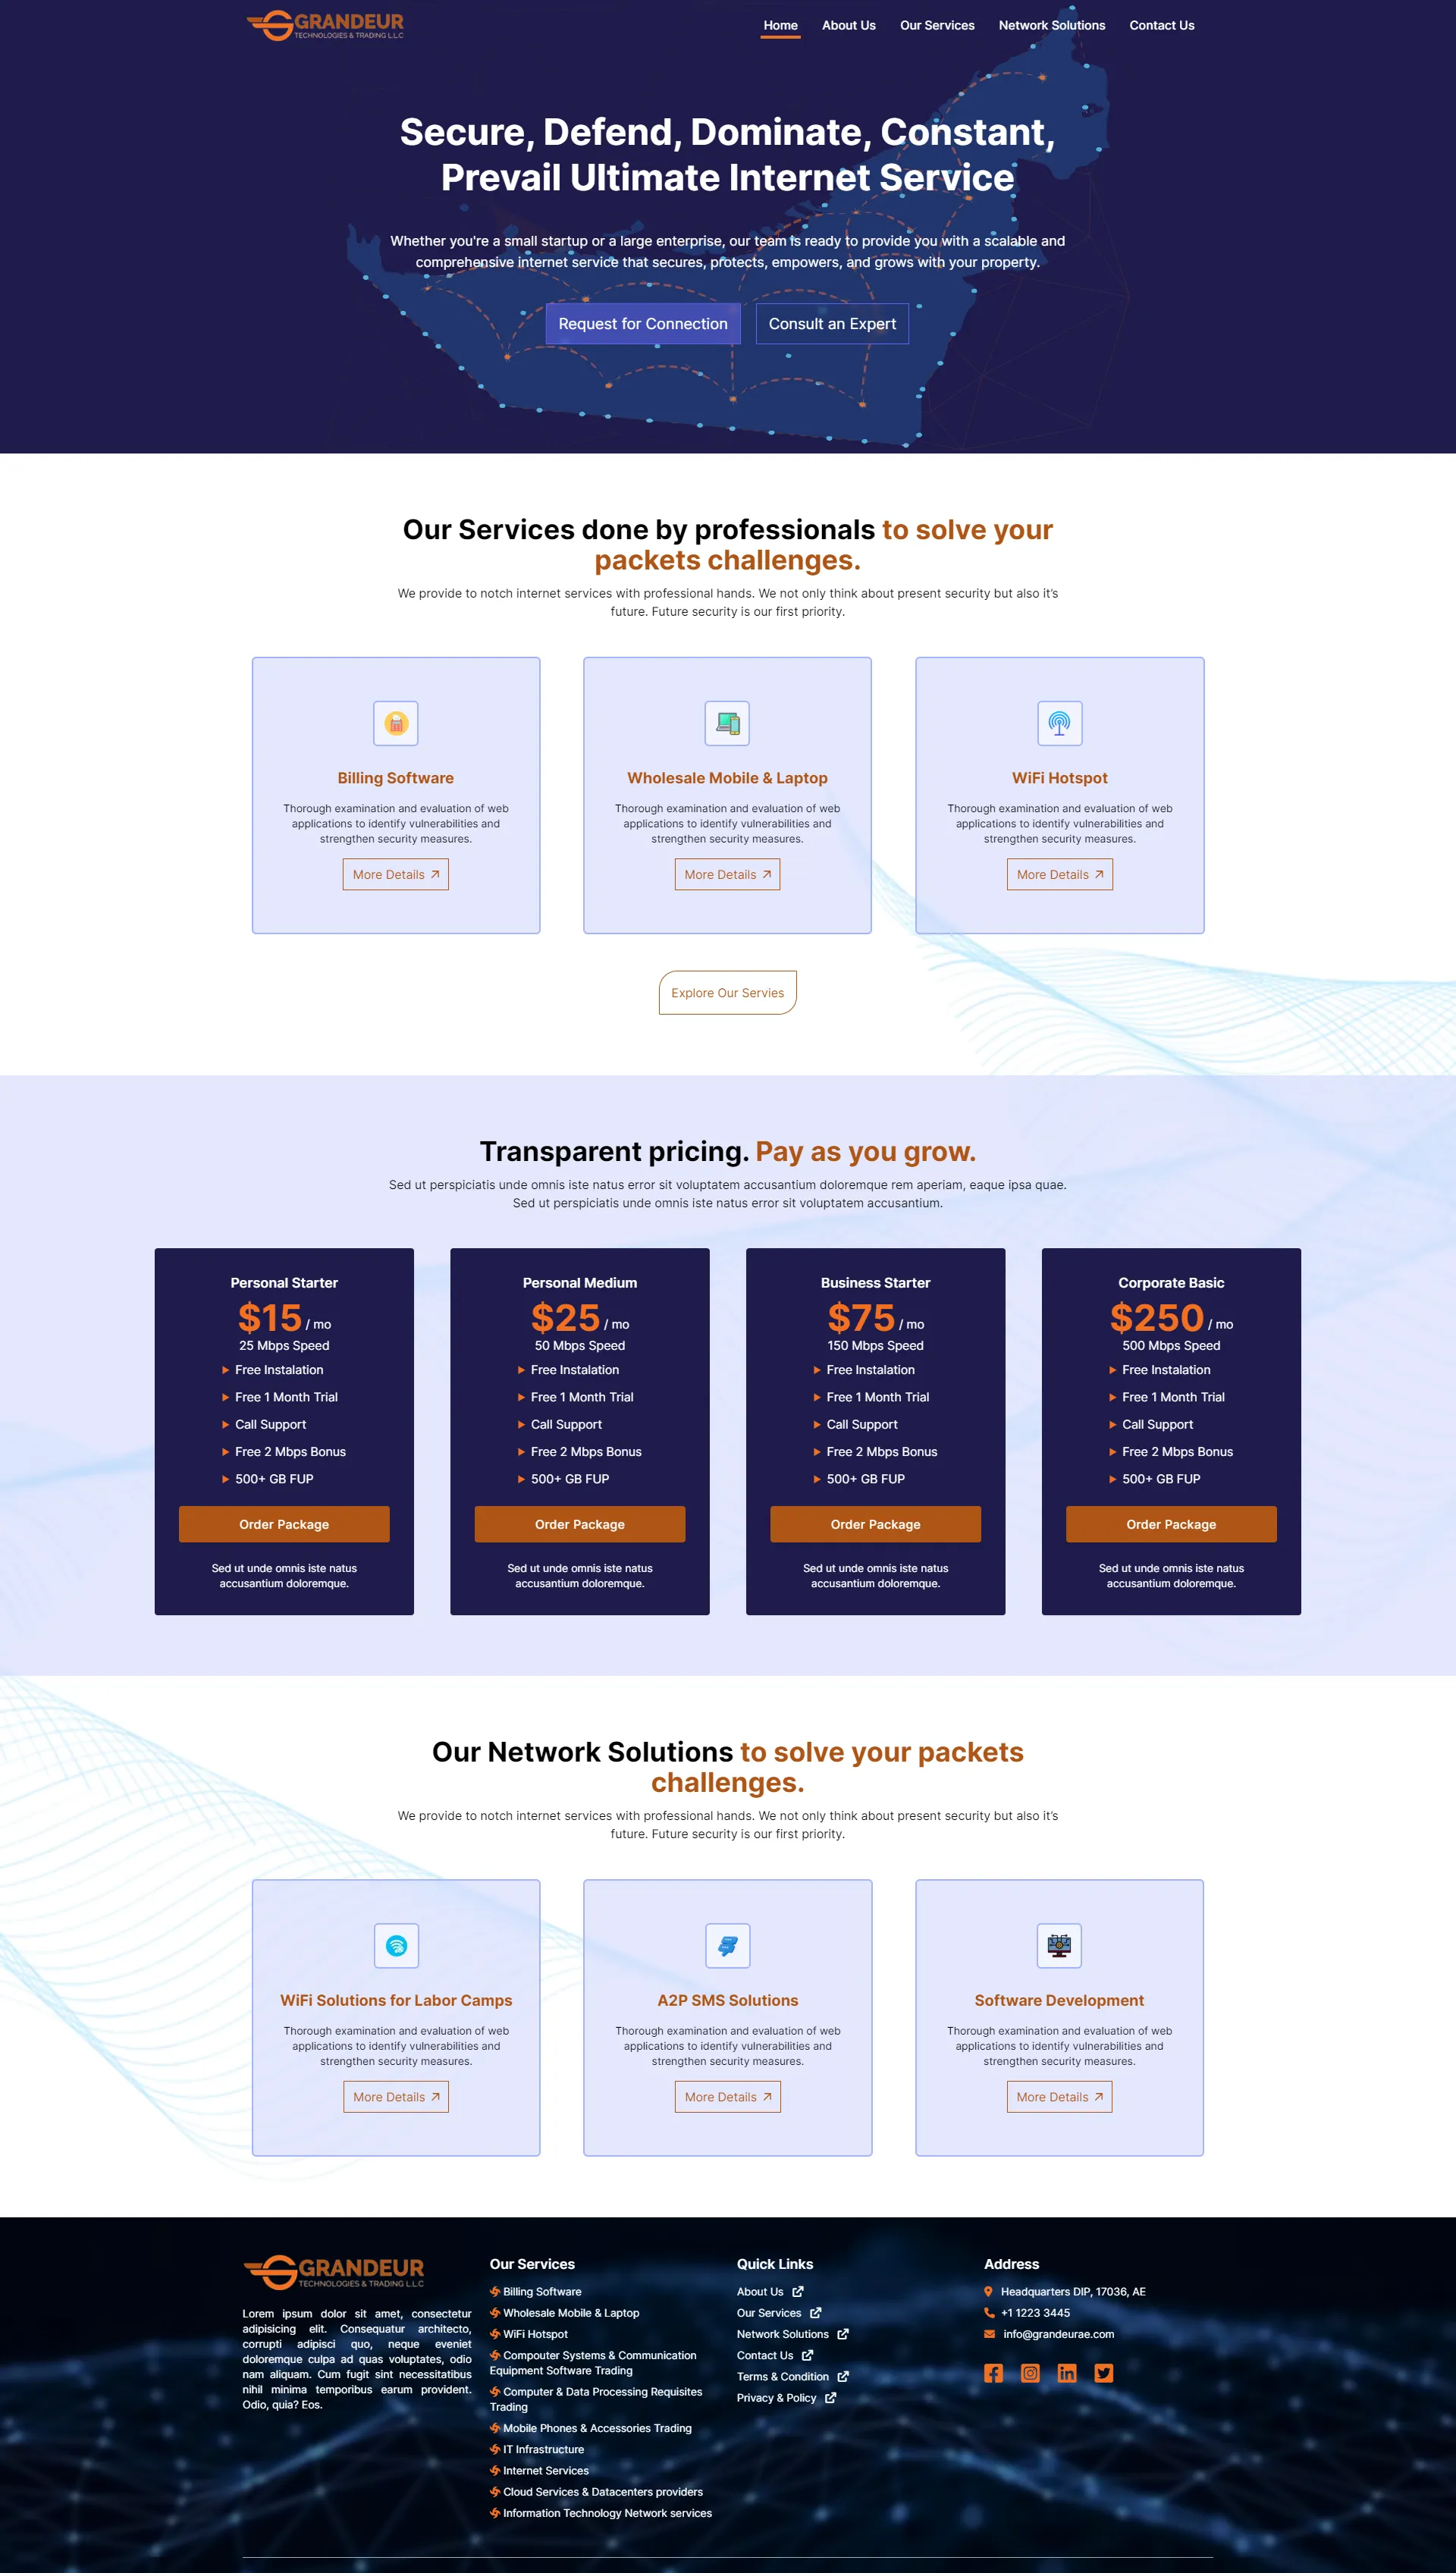 GRANDEUR
TECHNOLOGIES & TRADING L.L.C
Home About Us Our Services Network Solutions Contact Us
Secure, Defend, Dominate, Constant,
Prevail Ultimate Internet Service
Whether you're a small startup or a large enterprise, our team is ready to provide you with a scalable and
comprehensive internet service that secures, protects, empowers, and grows with your property.
Request for Connection Consult an Expert
Our Services done by professionals to solve your
packets challenges.
We provide to notch internet services with professional hands. We not only think about present security but also it's
future. Future security is our first priority.
Billing Software
Thorough examination and evaluation of web
applications to identify vulnerabilities and
strengthen security measures.
More Details
Wholesale Mobile & Laptop
Thorough examination and evaluation of web
applications to identify vulnerabilities and
strengthen security measures.
More Details
WiFi Hotspot
Thorough examination and evaluation of web
applications to identify vulnerabilities and
strengthen security measures.
More Details
Explore Our Servies
Transparent pricing. Pay as you grow.
Sed ut perspiciatis unde omnis iste natus error sit voluptatem accusantium doloremque rem aperiam, eaque ipsa quae.
Sed ut perspiciatis unde omnis iste natus error sit voluptatem accusantium.
Personal Starter
$15 / mo
25 Mbps Speed
Free Instalation
Free 1 Month Trial
Call Support
Free 2 Mbps Bonus
500+ GB FUP
Order Package
Sed ut unde omnis iste natus
accusantium doloremque.
Personal Medium
$25 / mo
50 Mbps Speed
Free Instalation
Free 1 Month Trial
Call Support
Free 2 Mbps Bonus
500+ GB FUP
Order Package
Sed ut unde omnis iste natus
accusantium doloremque.
Business Starter
$75 / mo
150 Mbps Speed
Free Instalation
Free 1 Month Trial
Call Support
Free 2 Mbps Bonus
500+ GB FUP
Order Package
Sed ut unde omnis iste natus
accusantium doloremque.
Corporate Basic
$250 / mo
500 Mbps Speed
Free Instalation
Free 1 Month Trial
Call Support
Free 2 Mbps Bonus
500+ GB FUP
Order Package
Sed ut unde omnis iste natus
accusantium doloremque.
Our Network Solutions to solve your packets
challenges.
We provide to notch internet services with professional hands. We not only think about present security but also it's
future. Future security is our first priority.
WiFi Solutions for Labor Camps
Thorough examination and evaluation of web
applications to identify vulnerabilities and
strengthen security measures.
More Details
A2P SMS Solutions
Thorough examination and evaluation of web
applications to identify vulnerabilities and
strengthen security measures.
More Details
Software Development
Thorough examination and evaluation of web
applications to identify vulnerabilities and
strengthen security measures.
More Details
GRANDEUR
TECHNOLOGIES & TRADING L.L.C
Lorem ipsum dolor sit amet, consectetur
adipisicing elit. Consequatur architecto,
corrupti adipisci quo, neque eveniet
doloremque culpa ad quas voluptates, odio
nam aliquam. Cum fugit sint necessitatibus
nihil minima temporibus earum provident.
Odio, quia? Eos.
Our Services
Billing Software
Wholesale Mobile & Laptop
WiFi Hotspot
Compouter Systems & Communication
Equipment Software Trading
Computer & Data Processing Requisites
Trading
Mobile Phones & Accessories Trading
IT Infrastructure
Internet Services
Cloud Services & Datacenters providers
Information Technology Network services
Quick Links
About Us
Our Services
Network Solutions
Contact Us
Terms & Condition
Privacy & Policy
Address
Headquarters DIP, 17036, AE
+1 1223 3445
info@grandeurae.com